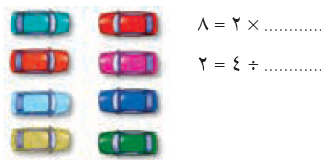 ٨ = ٢ × ............
٢ = ٤ ÷ ............